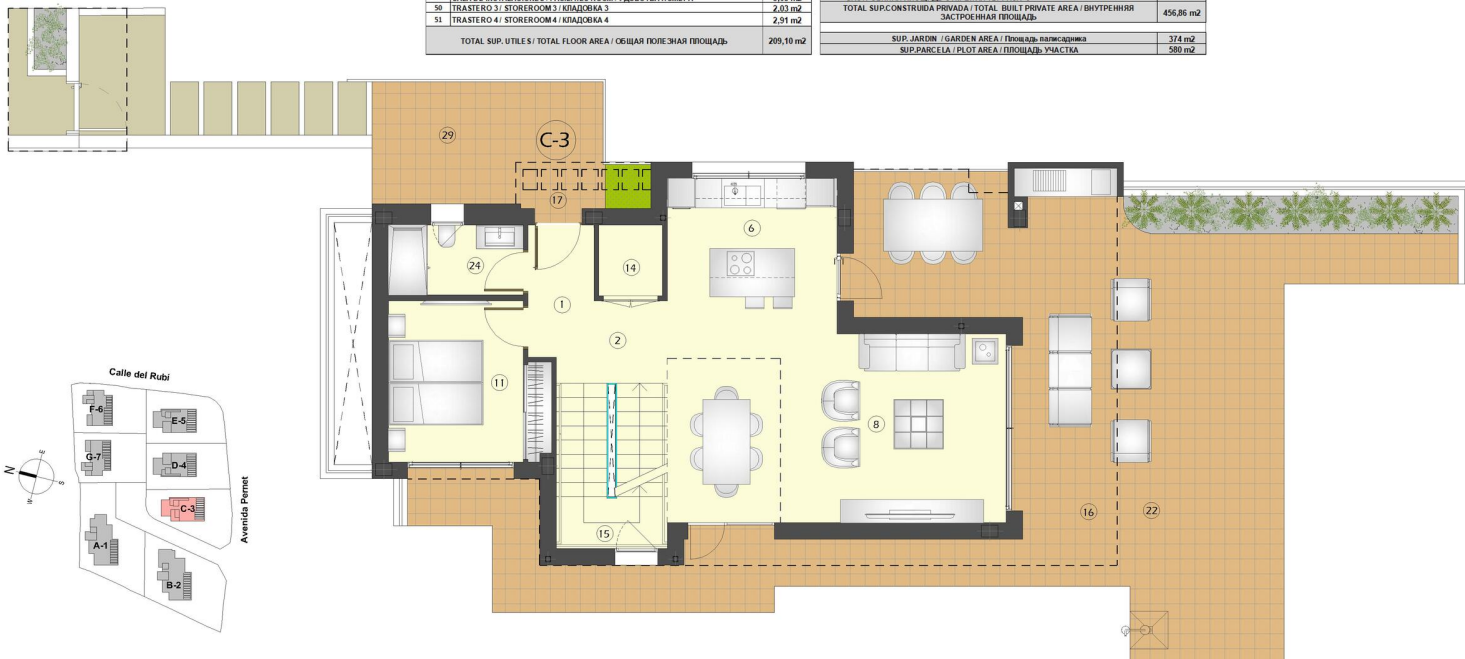 50 TRASTERO 3 / STOREROOM 3 / КЛАДОВКА 3 2,03 m2
51 TRASTERO 4 / STOREROOM 4 / КЛАДОВКА 4 2,91 m2
TOTAL SUP. UTILES / TOTAL FLOOR AREA / ОБЩАЯ ПОЛЕЗНАЯ ПЛОЩАДЬ 209,10 m2
TOTAL SUP.CONSTRUIDA PRIVADA / TOTAL BUILT PRIVATE AREA / ВНУТРЕННЯЯ
ЗАСТРОЕННАЯ ПЛОЩАДЬ 456,86 m2
SUP. JARDIN / GARDEN AREA / Площадь палисадника 374 m2
SUP.PARCELA / PLOT AREA / ПЛОЩАДЬ УЧАСТКА 580 m2
29
C-3
17
6
24
14
1
2
11
8
15
16
22
Calle del Rubi
F-6
E-5
G-7
D-4
C-3
A-1
B-2
Avenida Pernet
N
E
S
W